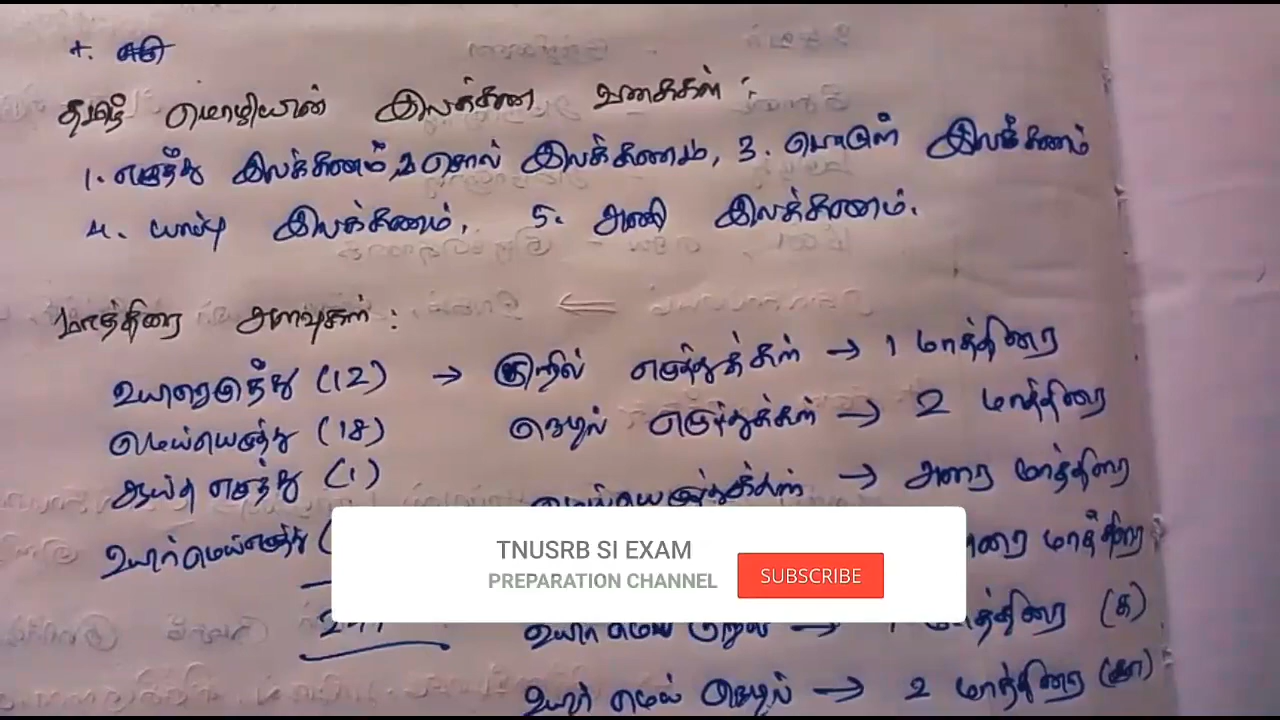 தமிழ் மொழியின் இலக்கண வகைகள் :
1. எழுத்து இலக்கணம், 2 சொல் இலக்கணம், 3. பொருள் இலக்கணம்
4. யாப்பு இலக்கணம், 5. அணி இலக்கணம்.
மாத்திரை அளவுகள் :
உயிரெழுத்து (12) → குறில் எழுத்துக்கள் → 1 மாத்திரை
மெய்யெழுத்து (18) நெடில் எழுத்துக்கள் → 2 மாத்திரை
ஆய்த எழுத்து (1) மெய்யெழுத்துக்கள் → அரை மாத்திரை
உயிர்மெய்எழுத்து ( மாத்திரை
TNUSRB SI EXAM
PREPARATION CHANNEL
SUBSCRIBE
உயிர் மெய் குறில் → 1 மாத்திரை (க)
உயிர் மெய் நெடில் → 2 மாத்திரை (கா)